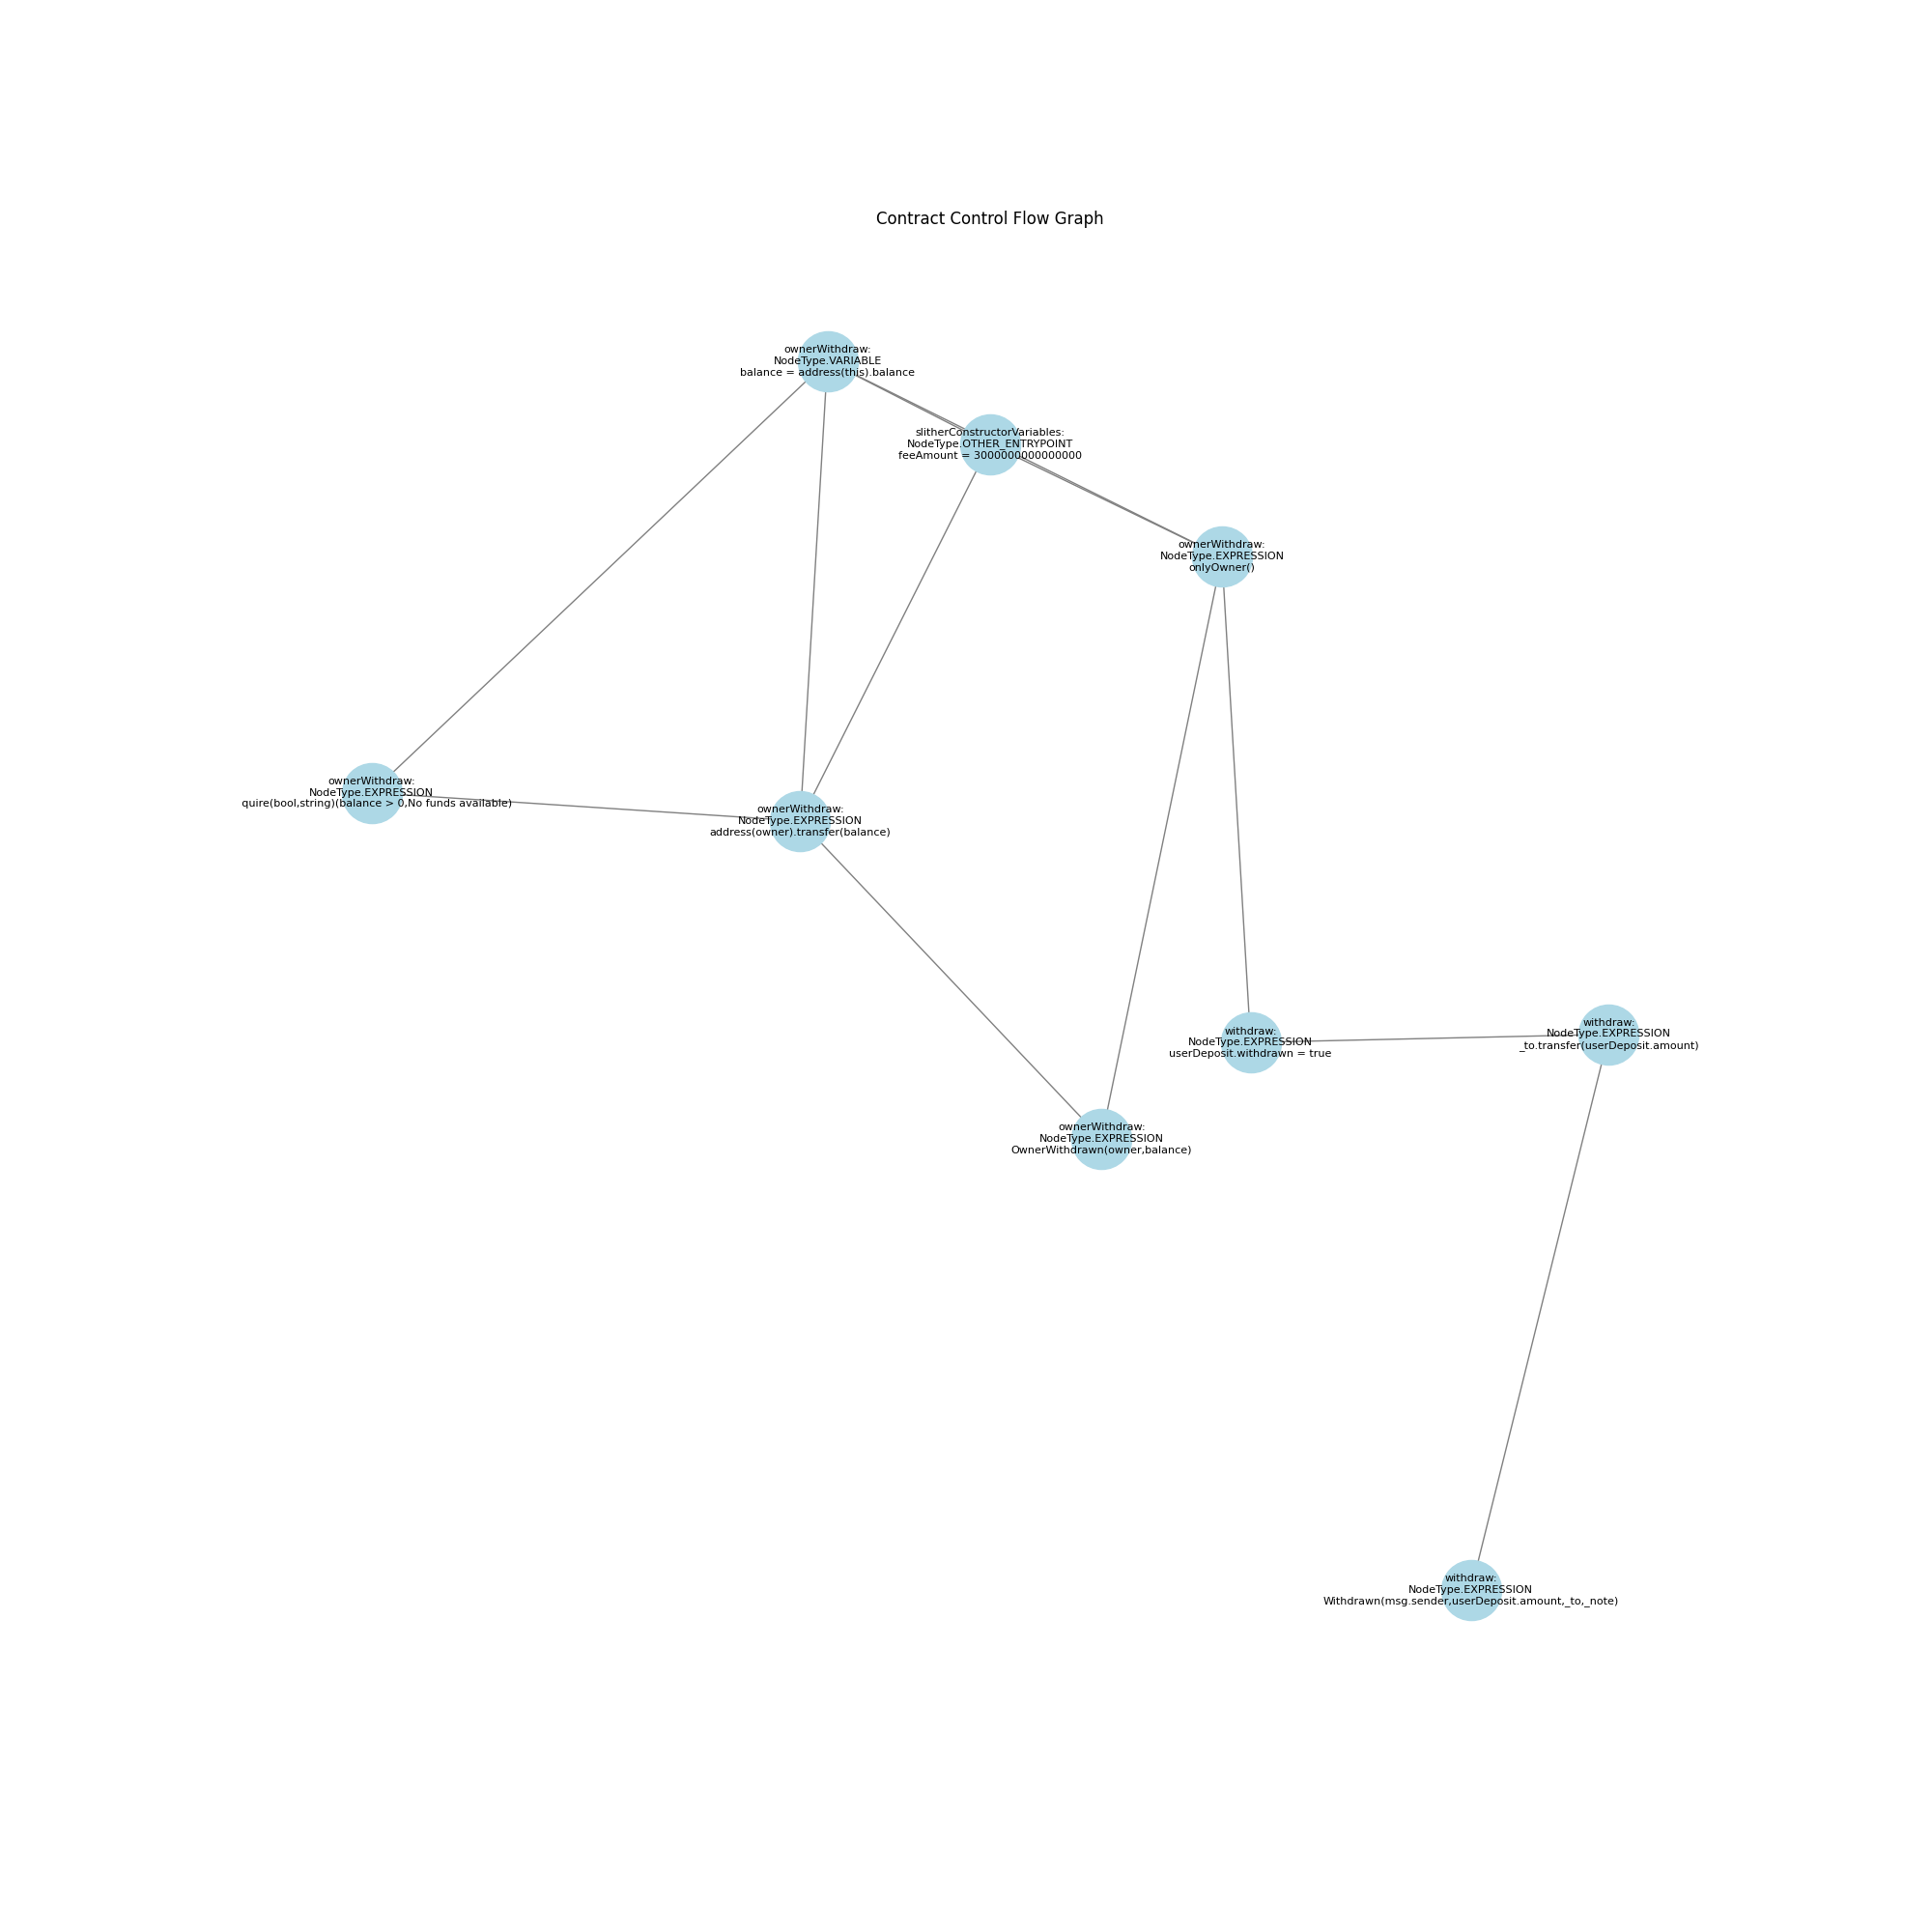 Contract Control Flow Graph
ownerWithdraw:
NodeType.VARIABLE
balance = address(this).balance
slitherConstructorVariables:
NodeType.OTHER_ENTRYPOINT
feeAmount = 3000000000000000
ownerWithdraw:
NodeType.EXPRESSION
onlyOwner()
ownerWithdraw:
NodeType.EXPRESSION
quire(bool,string)(balance > 0,No funds available)
ownerWithdraw:
NodeType.EXPRESSION
address(owner).transfer(balance)
withdraw:
NodeType.EXPRESSION
userDeposit.withdrawn = true
withdraw:
NodeType.EXPRESSION
_to.transfer(userDeposit.amount)
ownerWithdraw:
NodeType.EXPRESSION
OwnerWithdrawn(owner,balance)
withdraw:
NodeType.EXPRESSION
Withdrawn(msg.sender,userDeposit.amount,_to,_note)